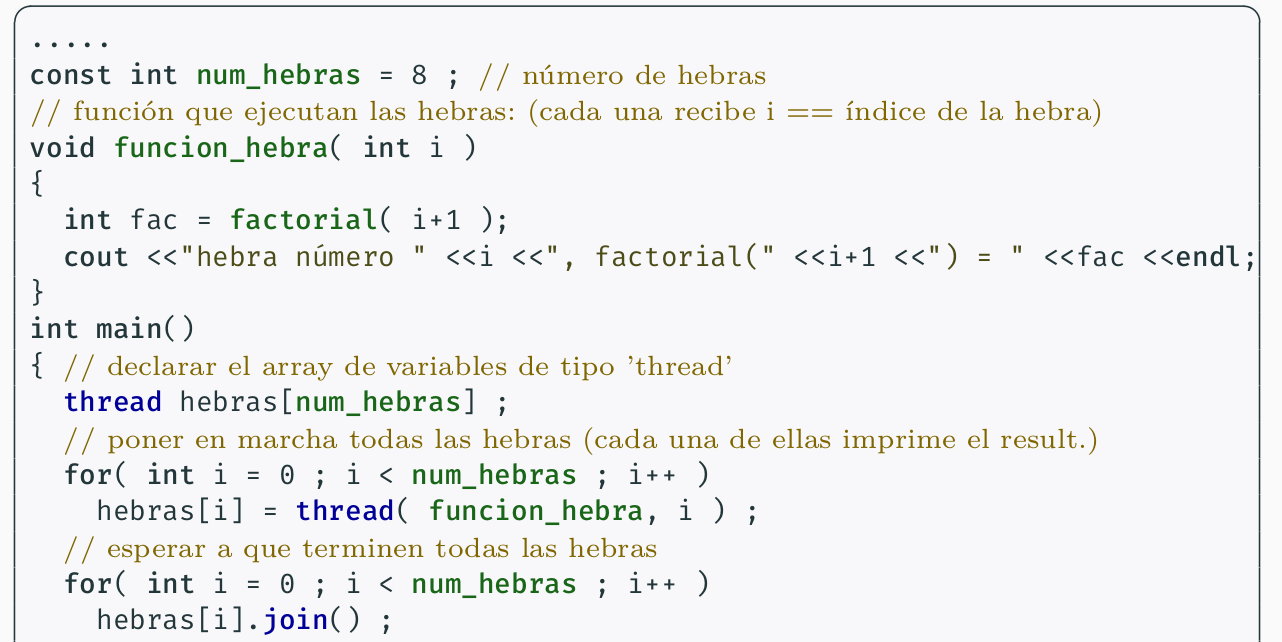 .....
const int num_hebras = 8 ; // número de hebras
// función que ejecutan las hebras: (cada una recibe i == índice de la hebra)
void funcion_hebra( int i )
{
  int fac = factorial( i+1 );
  cout <<"hebra número " <<i <<", factorial(" <<i+1 <<") = " <<fac <<endl;
}
int main()
{ // declarar el array de variables de tipo ’thread’
  thread hebras[num_hebras] ;
  // poner en marcha todas las hebras (cada una de ellas imprime el result.)
  for( int i = 0 ; i < num_hebras ; i++ )
    hebras[i] = thread( funcion_hebra, i ) ;
  // esperar a que terminen todas las hebras
  for( int i = 0 ; i < num_hebras ; i++ )
    hebras[i].join() ;